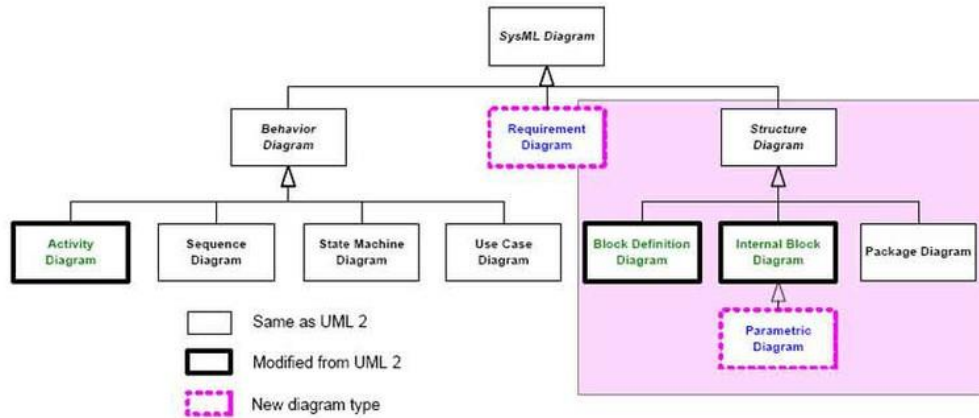 SysML Diagram
Behavior
Diagram
Requirement
Diagram
Structure
Diagram
Activity
Diagram
Sequence
Diagram
State Machine
Diagram
Use Case
Diagram
Block Definition
Diagram
Internal Block
Diagram
Package Diagram
Parametric
Diagram
Same as UML 2
Modified from UML 2
New diagram type